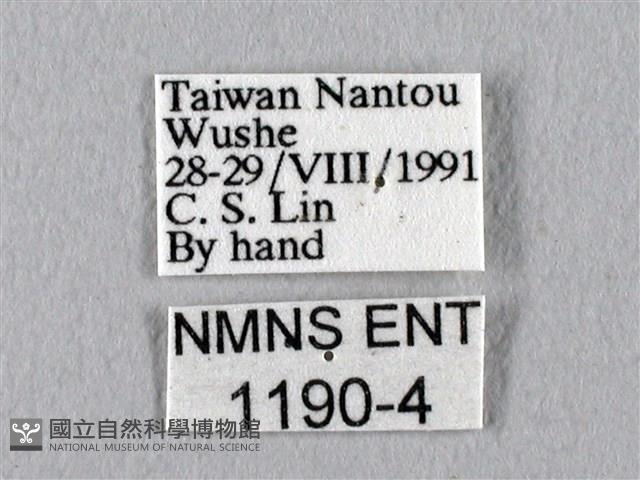 Taiwan Nantou
Wushe
28-29/VIII/1991
C. S. Lin
By hand
NMNS ENT
1190-4
國立自然科學博物館
NATIONAL MUSEUM OF NATURAL SCIENCE